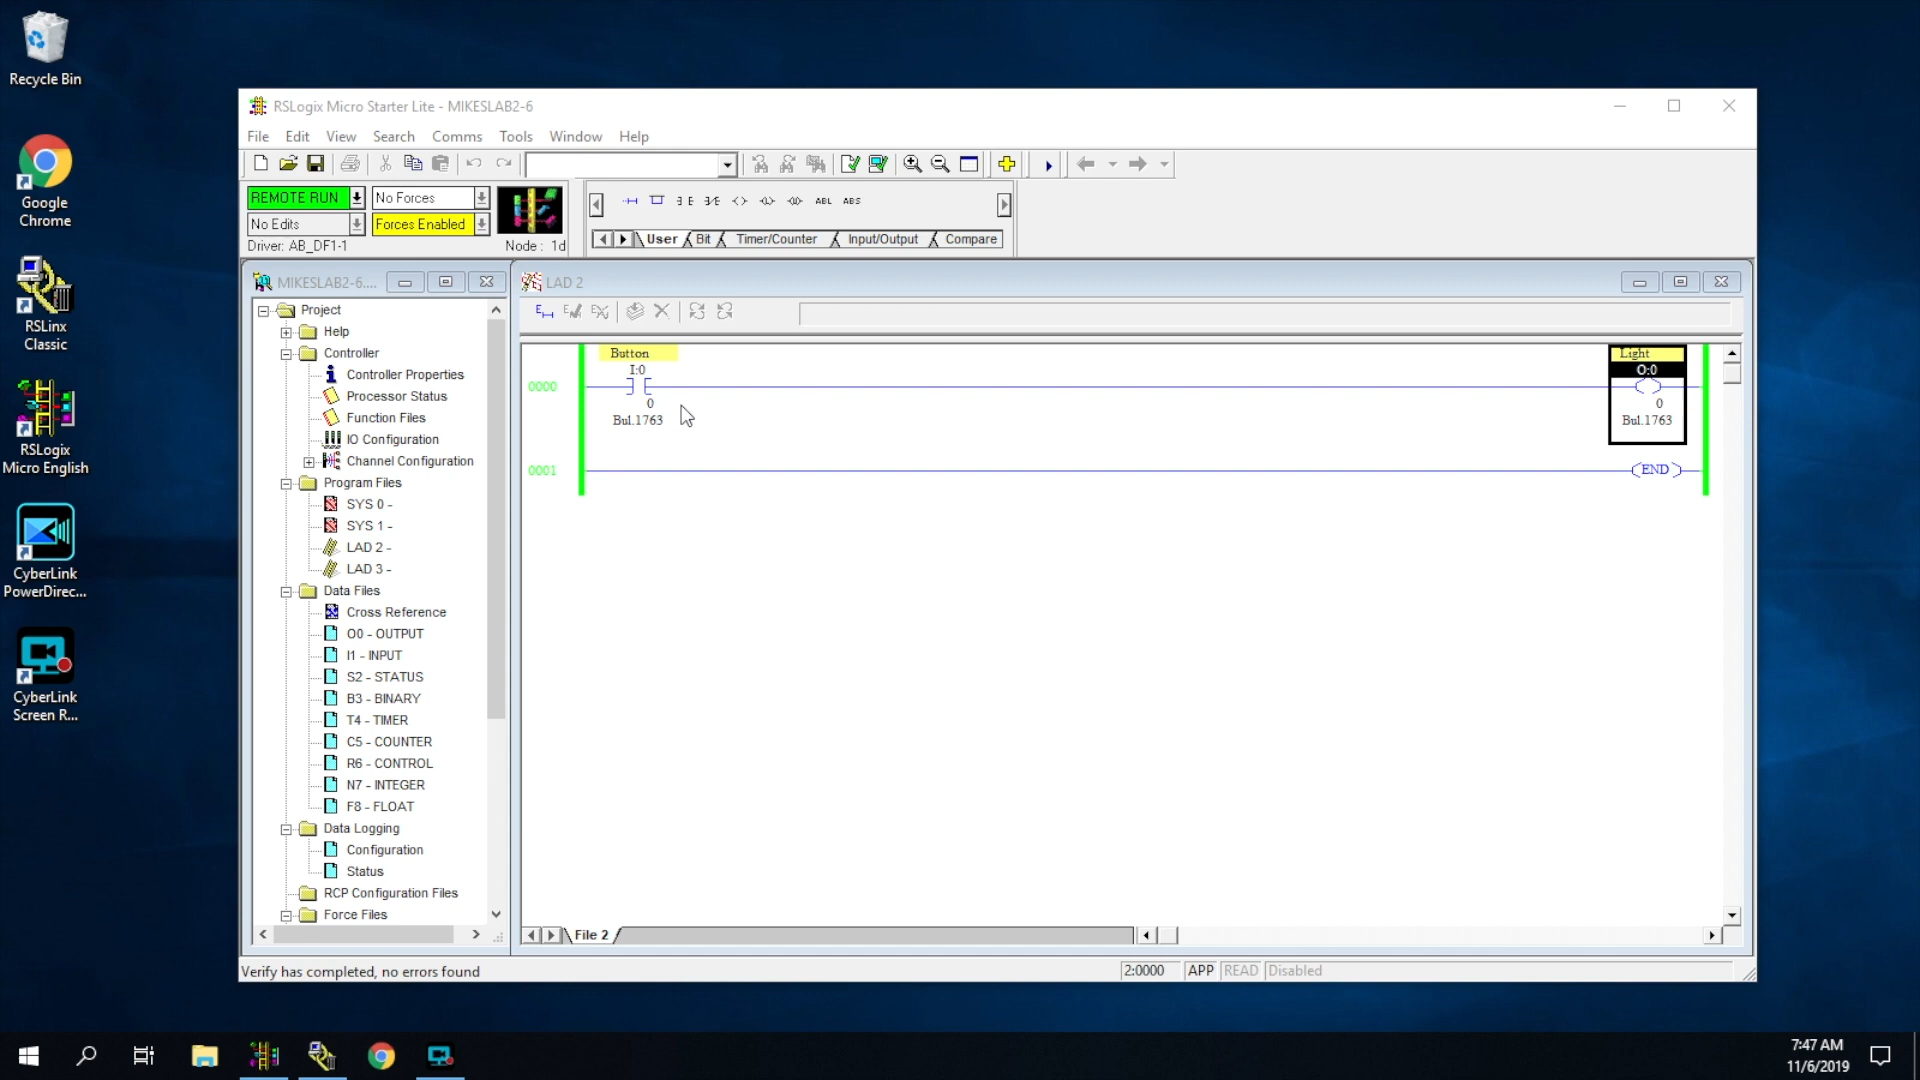 Recycle Bin
Google
Chrome
RSLinx
Classic
RSLogix
Micro English
CyberLink
PowerDirec...
CyberLink
Screen R...
RSLogix Micro Starter Lite - MIKESLAB2-6
File Edit View Search Comms Tools Window Help
REMOTE RUN No Forces
No Edits Forces Enabled
Driver: AB_DF1-1 Node : 1d
ABL ABS
User Bit Timer/Counter Input/Output Compare
MIKESLAB2-6....
Project
Help
Controller
Controller Properties
Processor Status
Function Files
IO Configuration
Channel Configuration
Program Files
SYS 0 -
SYS 1 -
LAD 2 -
LAD 3 -
Data Files
Cross Reference
O0 - OUTPUT
I1 - INPUT
S2 - STATUS
B3 - BINARY
T4 - TIMER
C5 - COUNTER
R6 - CONTROL
N7 - INTEGER
F8 - FLOAT
Data Logging
Configuration
Status
RCP Configuration Files
Force Files
LAD 2
Button Light
I:0 O:0
0000
0 0
Bul.1763 Bul.1763
0001 END
File 2
Verify has completed, no errors found
2:0000 APP READ Disabled
7:47 AM
11/6/2019